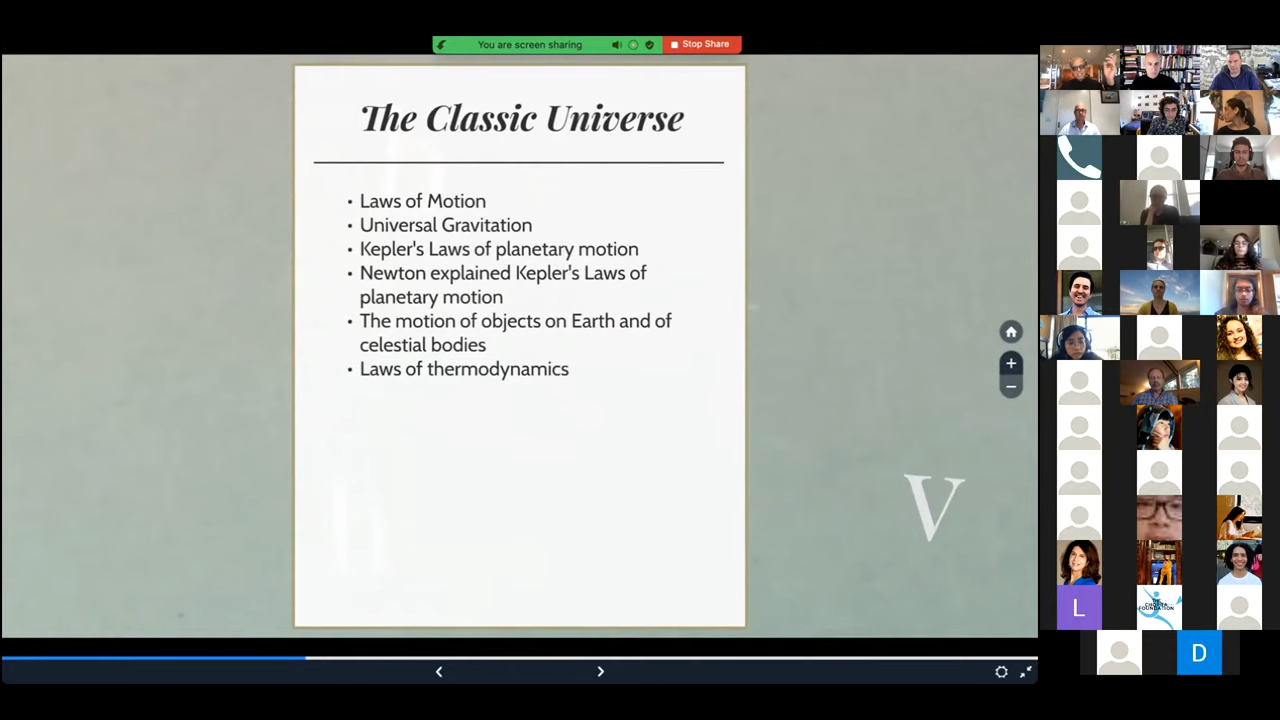 You are screen sharing
Stop Share
The Classic Universe
• Laws of Motion
• Universal Gravitation
• Kepler's Laws of planetary motion
• Newton explained Kepler's Laws of
planetary motion
• The motion of objects on Earth and of
celestial bodies
• Laws of thermodynamics
V
L
FOUNDATION
D